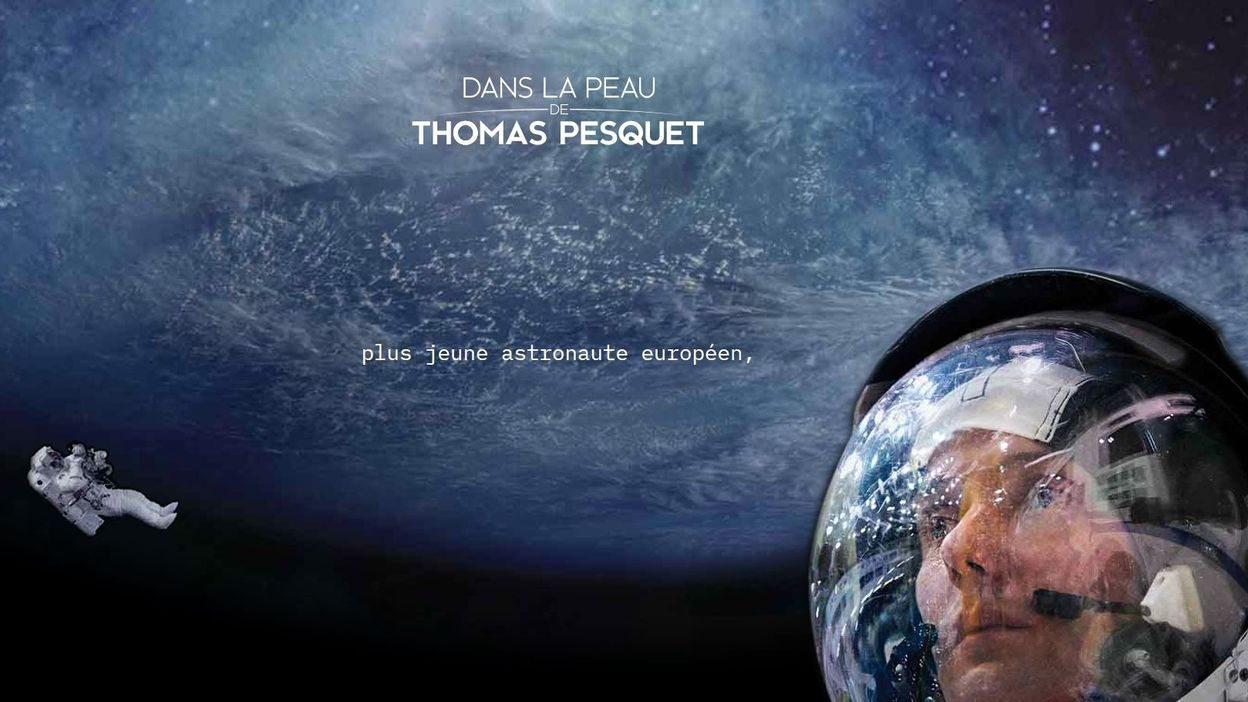 DANS LA PEAU
DE
THOMAS PESQUET
plus jeune astronaute européen,